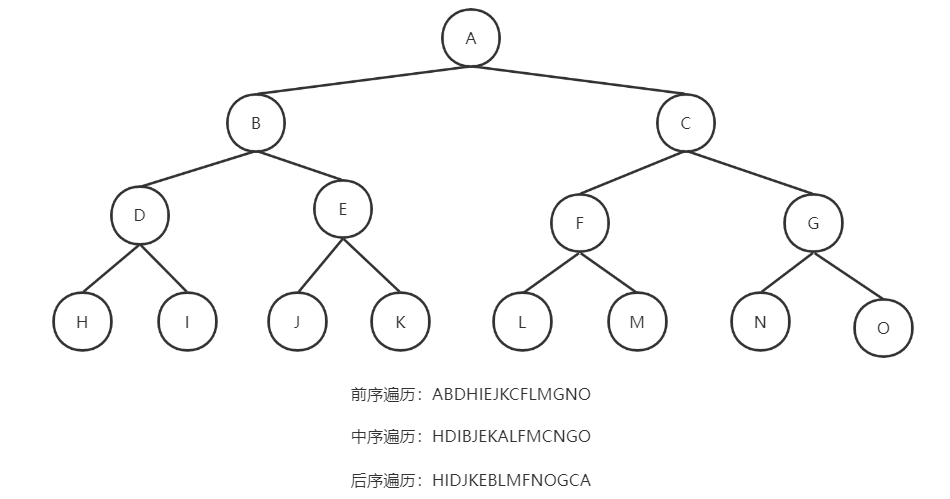 A
B
C
D
E
F
G
H
I
J
K
L
M
N
O
前序遍历：ABDHIEJKCFLMGNO
中序遍历：HDIBJEKALFMCNGO
后序遍历：HIDJKEBLMFNOGCA